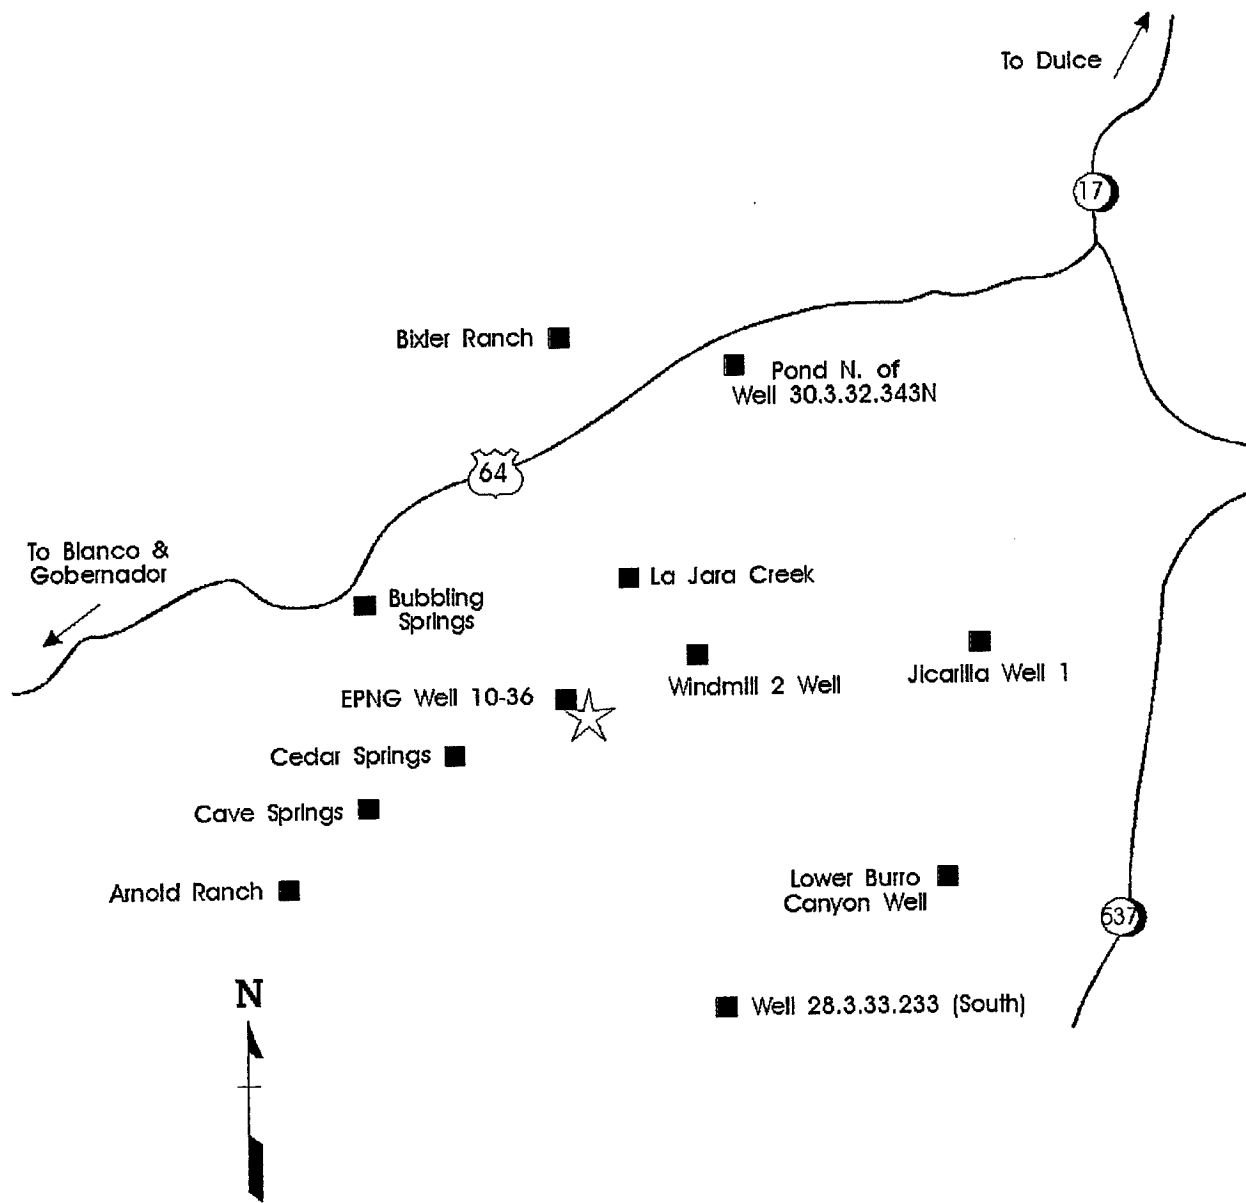 To Dulce
17
Bixler Ranch
Pond N. of
Well 30.3.32.343N
64
To Blanco &
Gobernador
La Jara Creek
Bubbling
Springs
Jicarilla Well 1
Windmill 2 Well
EPNG Well 10-36
Cedar Springs
Cave Springs
Arnold Ranch
Lower Burro
Canyon Well
537
N
Well 28.3.33.233 (South)